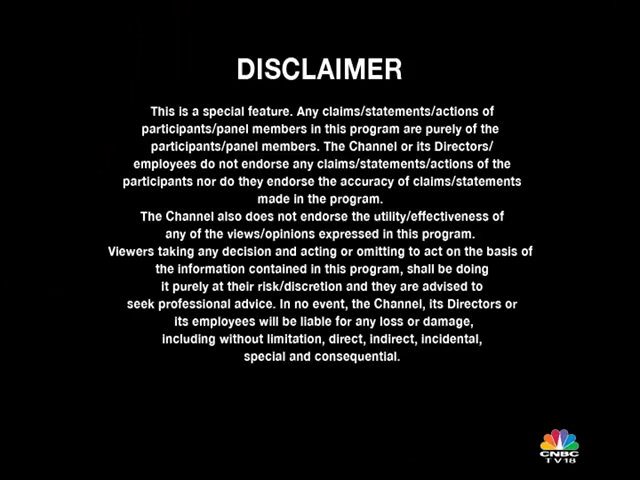 DISCLAIMER
This is a special feature. Any claims/statements/actions of
participants/panel members in this program are purely of the
participants/panel members. The Channel or its Directors/
employees do not endorse any claims/statements/actions of the
participants nor do they endorse the accuracy of claims/statements
made in the program.
The Channel also does not endorse the utility/effectiveness of
any of the views/opinions expressed in this program.
Viewers taking any decision and acting or omitting to act on the basis of
the information contained in this program, shall be doing
it purely at their risk/discretion and they are advised to
seek professional advice. In no event, the Channel, its Directors or
its employees will be liable for any loss or damage,
including without limitation, direct, indirect, incidental,
special and consequential.
CNBC
TV18